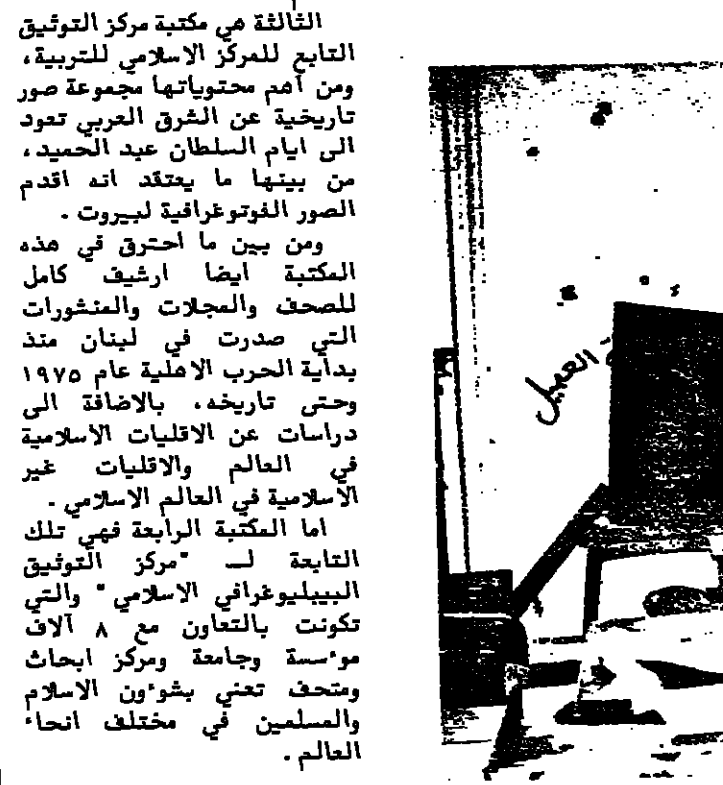 الثالثة هي مكتبة مركز التوثيق
التابع للمركز الاسلامي للتربية،
ومن أهم محتوياتها مجموعة صور
تاريخية عن الشرق العربي تعود
الى ايام السلطان عبد الحميد،
من بينها ما يعتقد انه اقدم
الصور الفوتوغرافية لبيروت.
ومن بين ما احترق في هذه
المكتبة ايضا ارشيف كامل
للصحف والمجلات والمنشورات
التي صدرت في لبنان منذ
بداية الحرب الاهلية عام ١٩٧٥
وحتى تاريخه، بالاضافة الى
دراسات عن الاقليات الاسلامية
في العالم والاقليات غير
الاسلامية في العالم الاسلامي.
اما المكتبة الرابعة فهي تلك
التابعة لـ "مركز التوثيق
البيبليوغرافي الاسلامي" والتي
تكونت بالتعاون مع ٨ آلاف
موءسسة وجامعة ومركز ابحاث
ومتحف تعني بشوءون الاسلام
والمسلمين في مختلف انحاء
العالم.
العميل